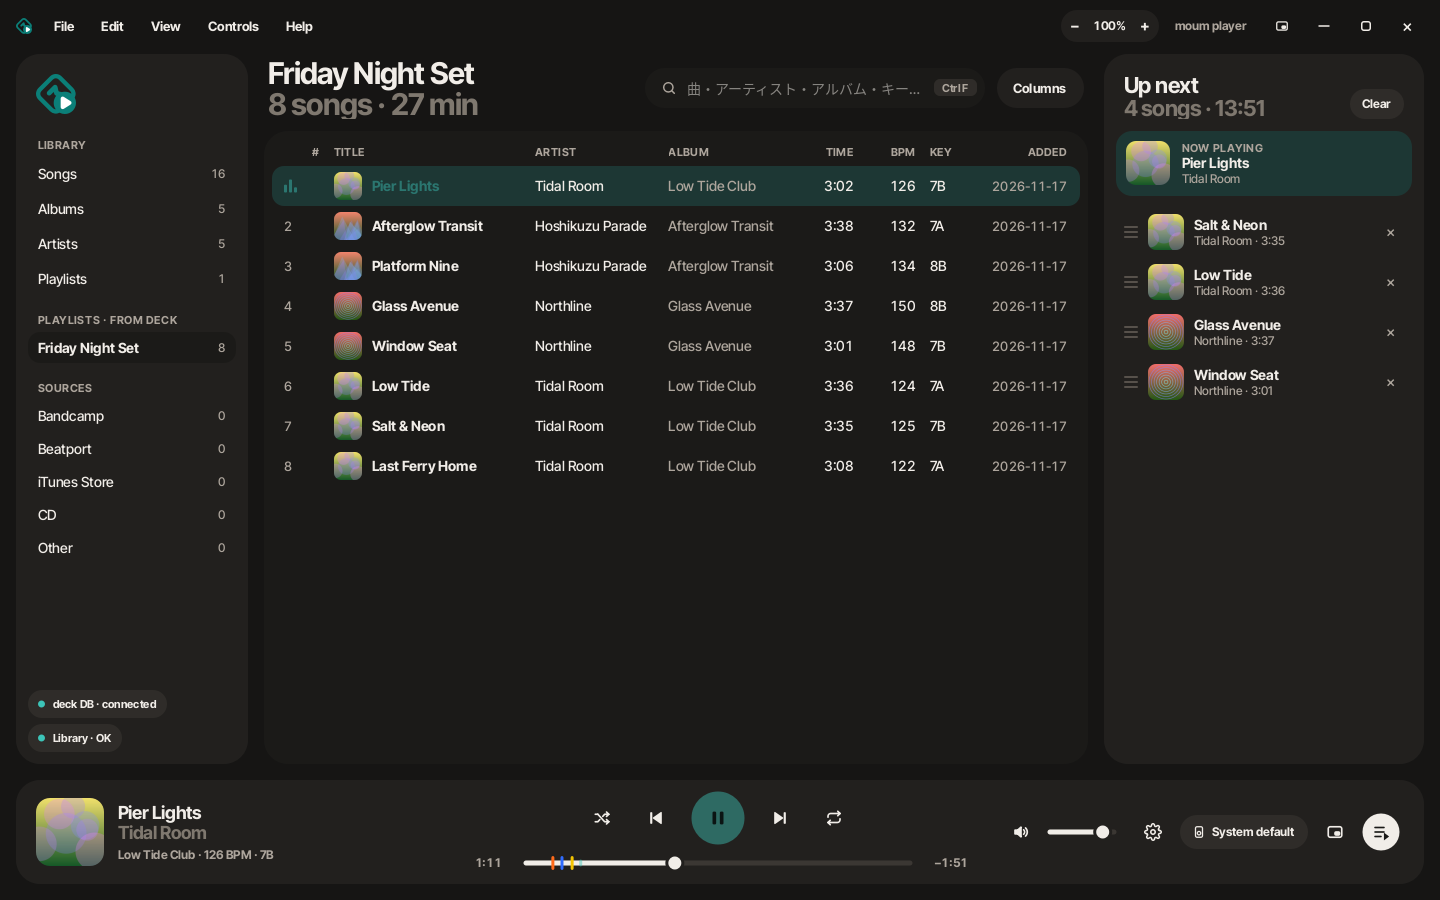 File Edit View Controls Help
− 100% + moum player
LIBRARY
Songs 16
Albums 5
Artists 5
Playlists 1
PLAYLISTS · FROM DECK
Friday Night Set 8
SOURCES
Bandcamp 0
Beatport 0
iTunes Store 0
CD 0
Other 0
deck DB · connected
Library · OK
Friday Night Set
8 songs · 27 min
曲・アーティスト・アルバム・キー... Ctrl F
Columns
# TITLE ARTIST ALBUM TIME BPM KEY ADDED
Pier Lights Tidal Room Low Tide Club 3:02 126 7B 2026-11-17
2 Afterglow Transit Hoshikuzu Parade Afterglow Transit 3:38 132 7A 2026-11-17
3 Platform Nine Hoshikuzu Parade Afterglow Transit 3:06 134 8B 2026-11-17
4 Glass Avenue Northline Glass Avenue 3:37 150 8B 2026-11-17
5 Window Seat Northline Glass Avenue 3:01 148 7B 2026-11-17
6 Low Tide Tidal Room Low Tide Club 3:36 124 7A 2026-11-17
7 Salt & Neon Tidal Room Low Tide Club 3:35 125 7B 2026-11-17
8 Last Ferry Home Tidal Room Low Tide Club 3:08 122 7A 2026-11-17
Up next
4 songs · 13:51
Clear
NOW PLAYING
Pier Lights
Tidal Room
Salt & Neon
Tidal Room · 3:35
Low Tide
Tidal Room · 3:36
Glass Avenue
Northline · 3:37
Window Seat
Northline · 3:01
Pier Lights
Tidal Room
Low Tide Club · 126 BPM · 7B
1:11 −1:51
System default